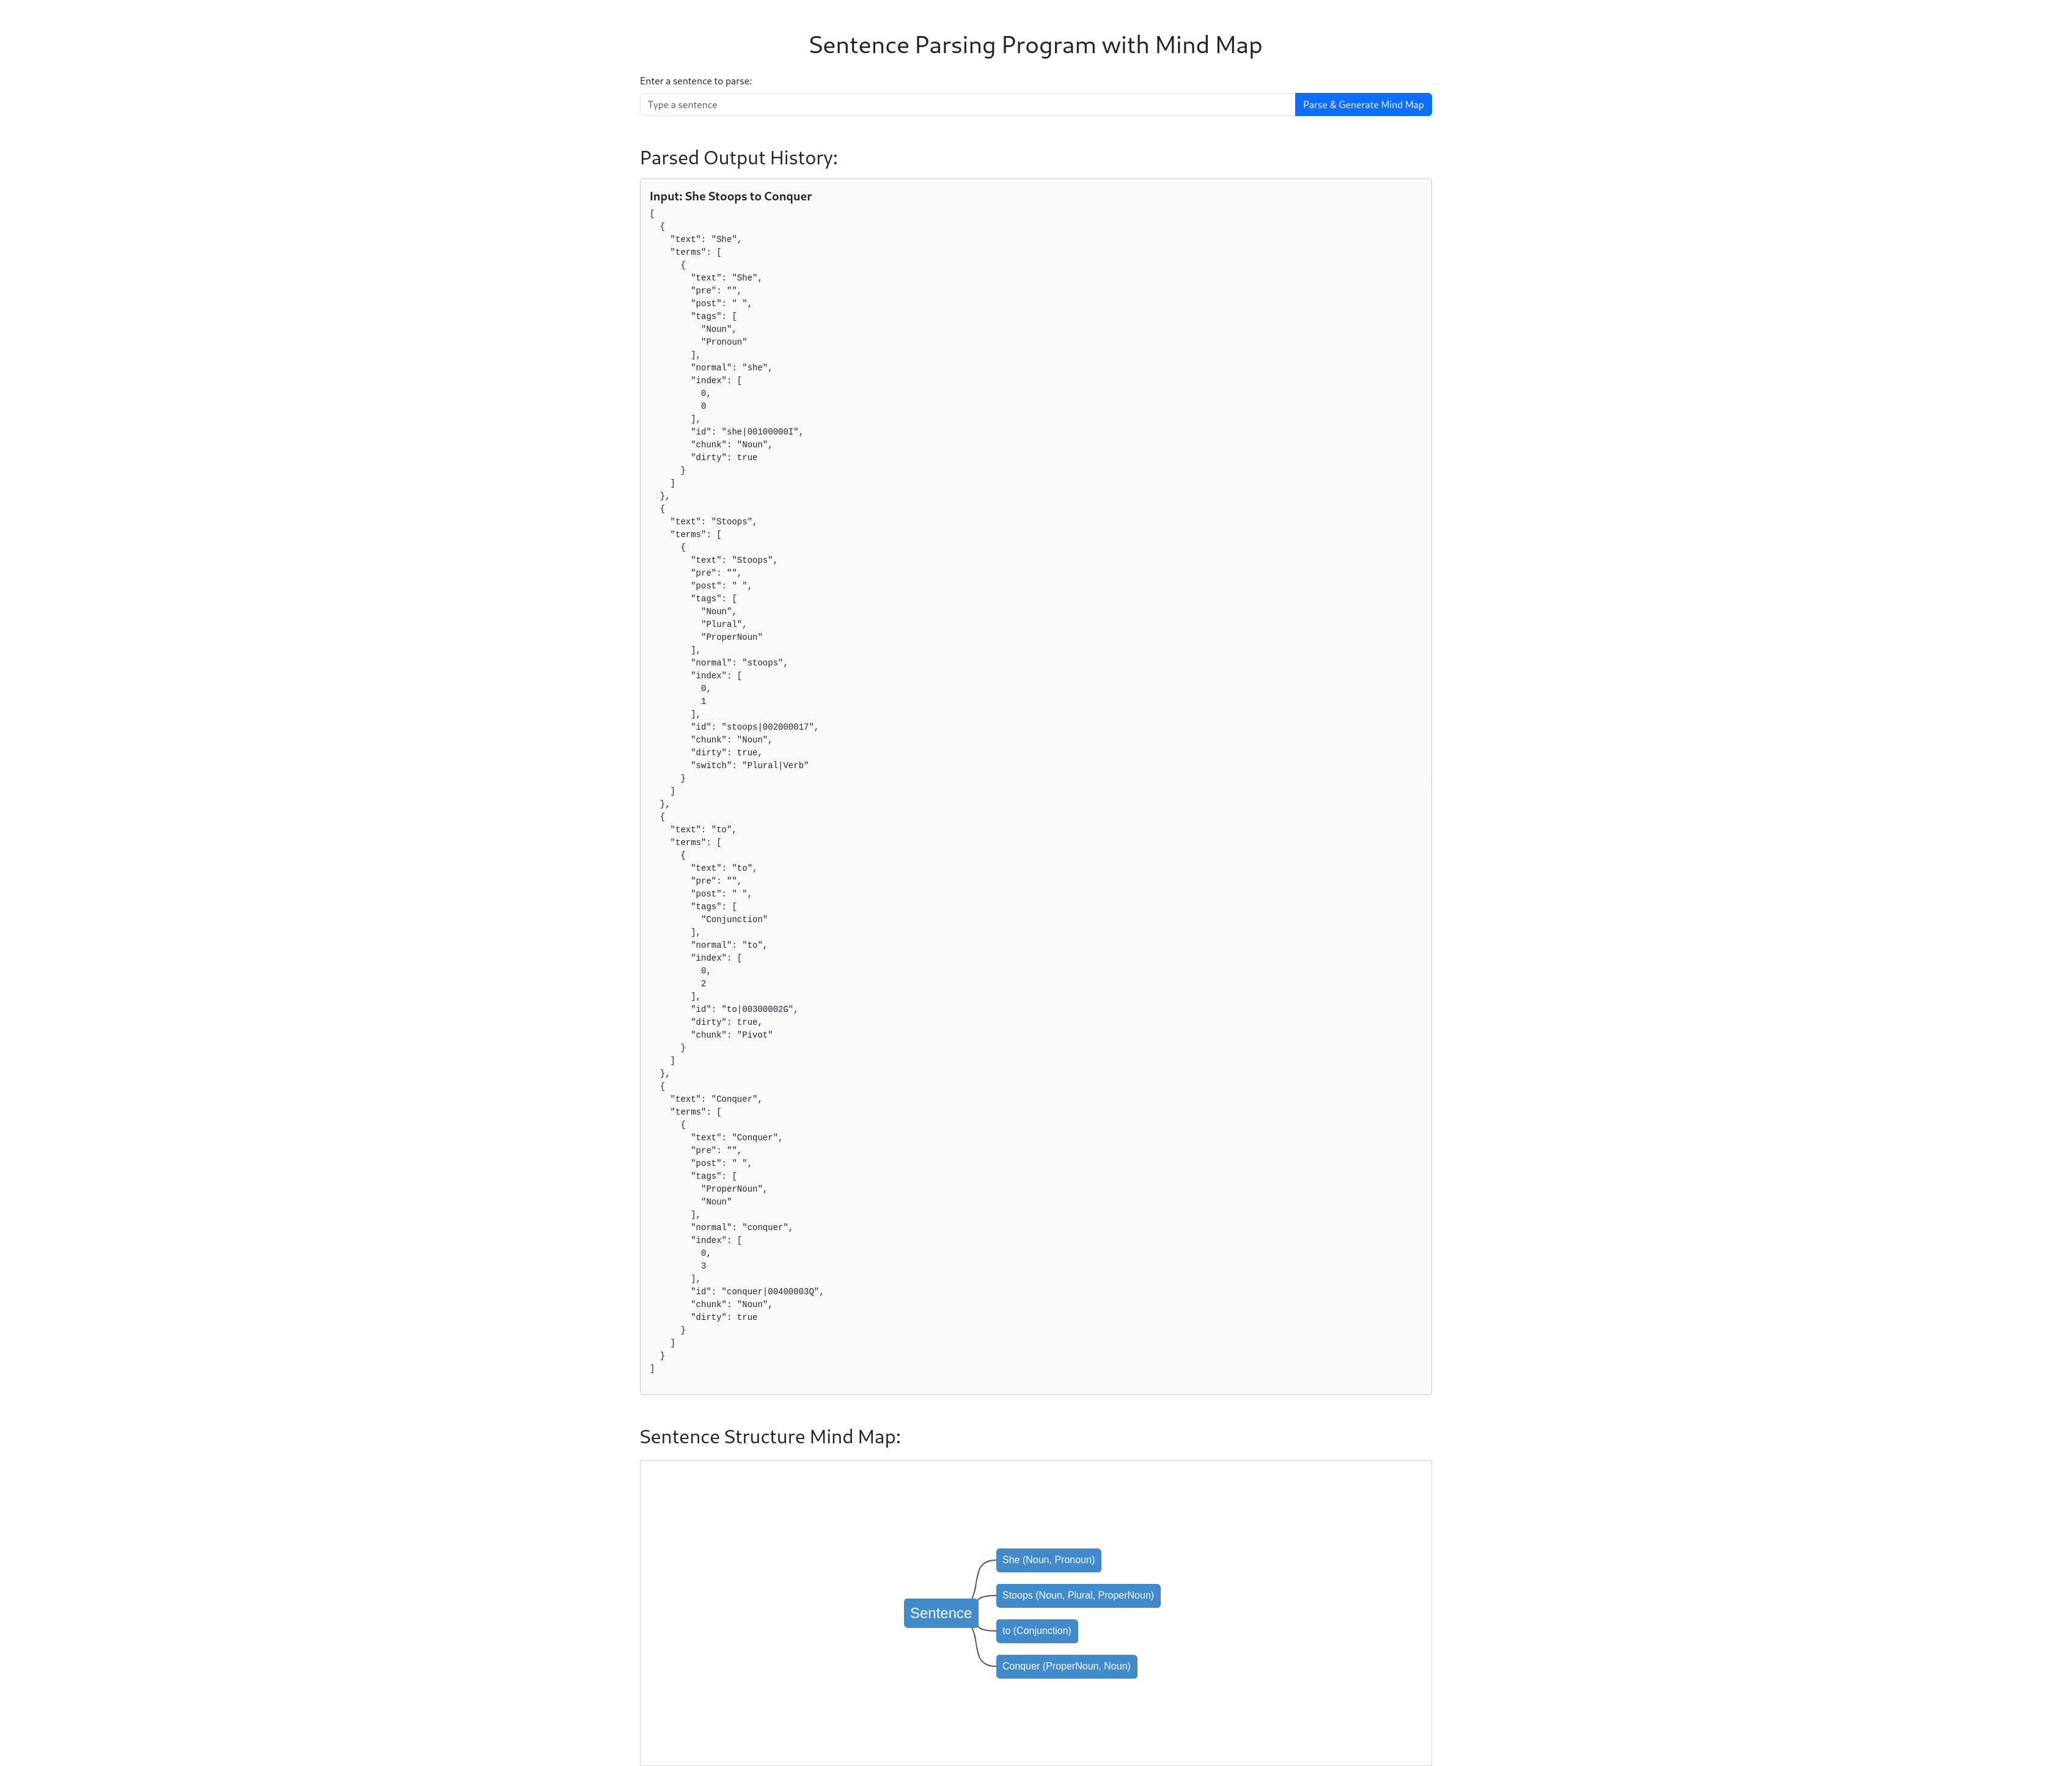 Sentence Parsing Program with Mind Map
Enter a sentence to parse:
Type a sentence
Parse & Generate Mind Map
Parsed Output History:
Input: She Stoops to Conquer
[
  {
    "text": "She",
    "terms": [
      {
        "text": "She",
        "pre": "",
        "post": " ",
        "tags": [
          "Noun",
          "Pronoun"
        ],
        "normal": "she",
        "index": [
          0,
          0
        ],
        "id": "she|00100000I",
        "chunk": "Noun",
        "dirty": true
      }
    ]
  },
  {
    "text": "Stoops",
    "terms": [
      {
        "text": "Stoops",
        "pre": "",
        "post": " ",
        "tags": [
          "Noun",
          "Plural",
          "ProperNoun"
        ],
        "normal": "stoops",
        "index": [
          0,
          1
        ],
        "id": "stoops|002000017",
        "chunk": "Noun",
        "dirty": true,
        "switch": "Plural|Verb"
      }
    ]
  },
  {
    "text": "to",
    "terms": [
      {
        "text": "to",
        "pre": "",
        "post": " ",
        "tags": [
          "Conjunction"
        ],
        "normal": "to",
        "index": [
          0,
          2
        ],
        "id": "to|00300002G",
        "dirty": true,
        "chunk": "Pivot"
      }
    ]
  },
  {
    "text": "Conquer",
    "terms": [
      {
        "text": "Conquer",
        "pre": "",
        "post": " ",
        "tags": [
          "ProperNoun",
          "Noun"
        ],
        "normal": "conquer",
        "index": [
          0,
          3
        ],
        "id": "conquer|00400003Q",
        "chunk": "Noun",
        "dirty": true
      }
    ]
  }
]
Sentence Structure Mind Map:
She (Noun, Pronoun)
Stoops (Noun, Plural, ProperNoun)
Sentence
to (Conjunction)
Conquer (ProperNoun, Noun)